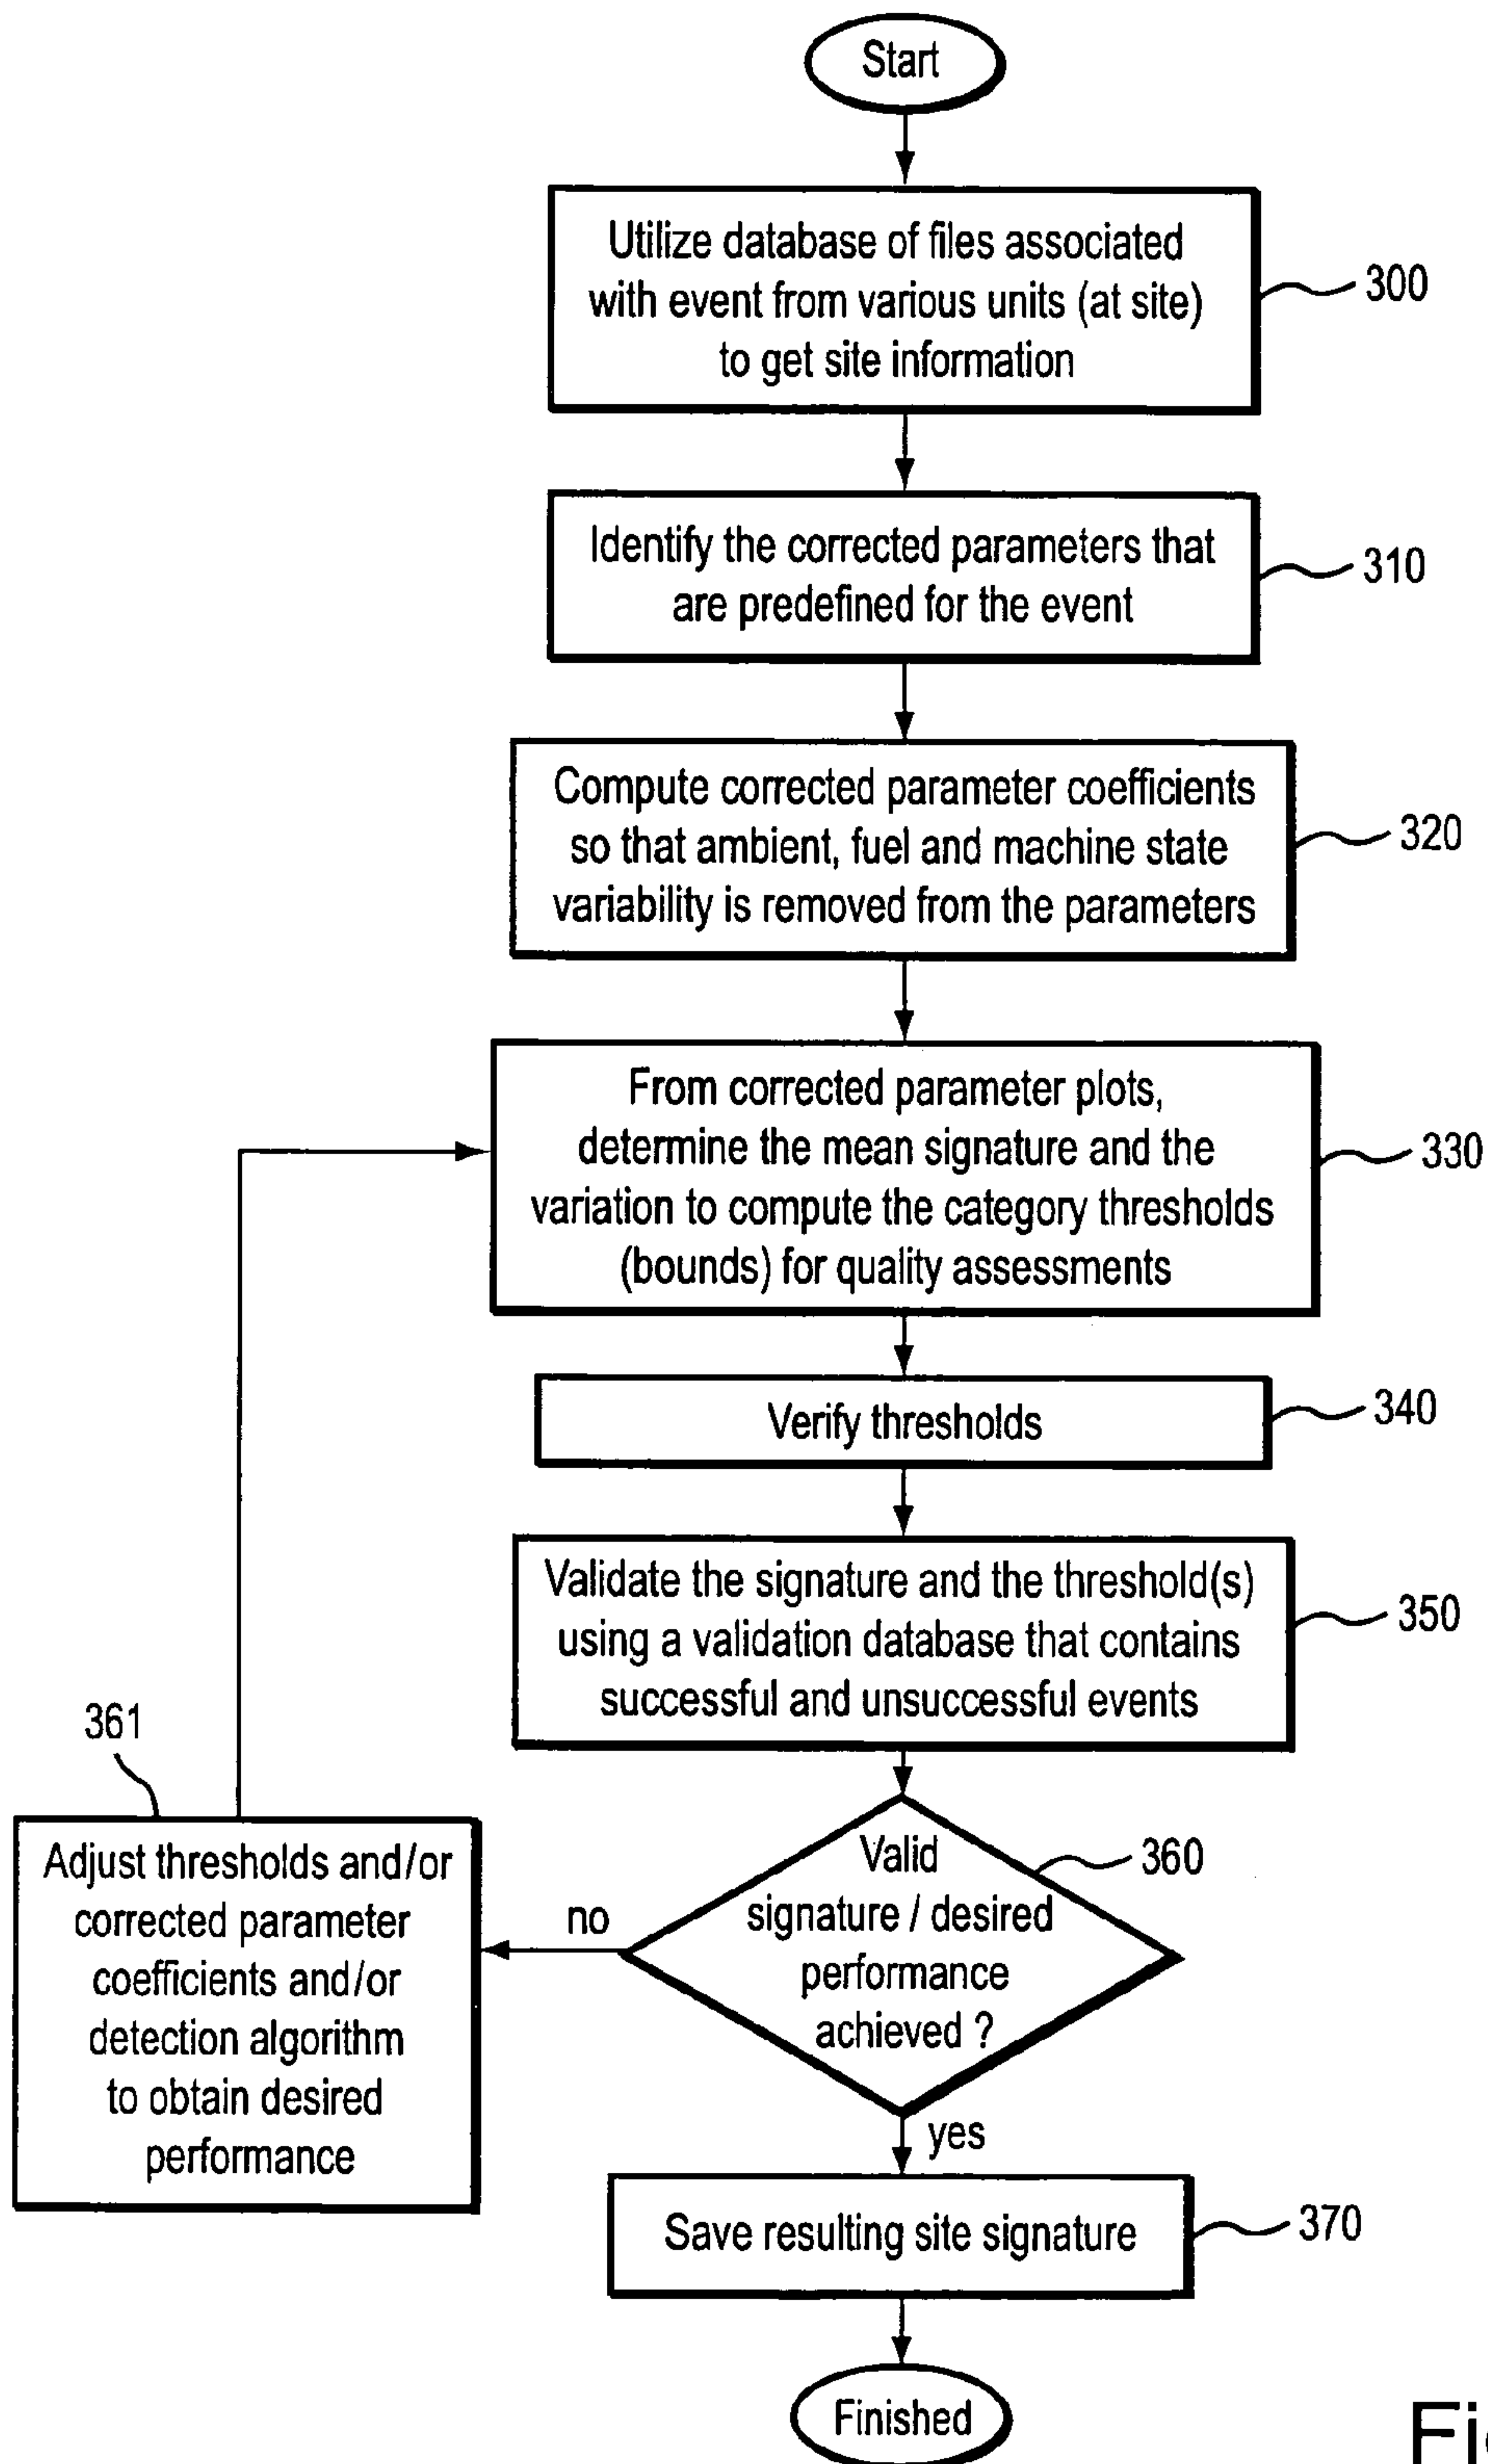 Start
Utilize database of files associated
with event from various units (at site)
to get site information
300
Identify the corrected parameters that
are predefined for the event
310
Compute corrected parameter coefficients
so that ambient, fuel and machine state
variability is removed from the parameters
320
From corrected parameter plots,
determine the mean signature and the
variation to compute the category thresholds
(bounds) for quality assessments
330
Verify thresholds
340
Validate the signature and the threshold(s)
using a validation database that contains
successful and unsuccessful events
350
361
Adjust thresholds and/or
corrected parameter
coefficients and/or
detection algorithm
to obtain desired
performance
no
Valid
signature / desired
performance
achieved ?
360
yes
Save resulting site signature
370
Finished